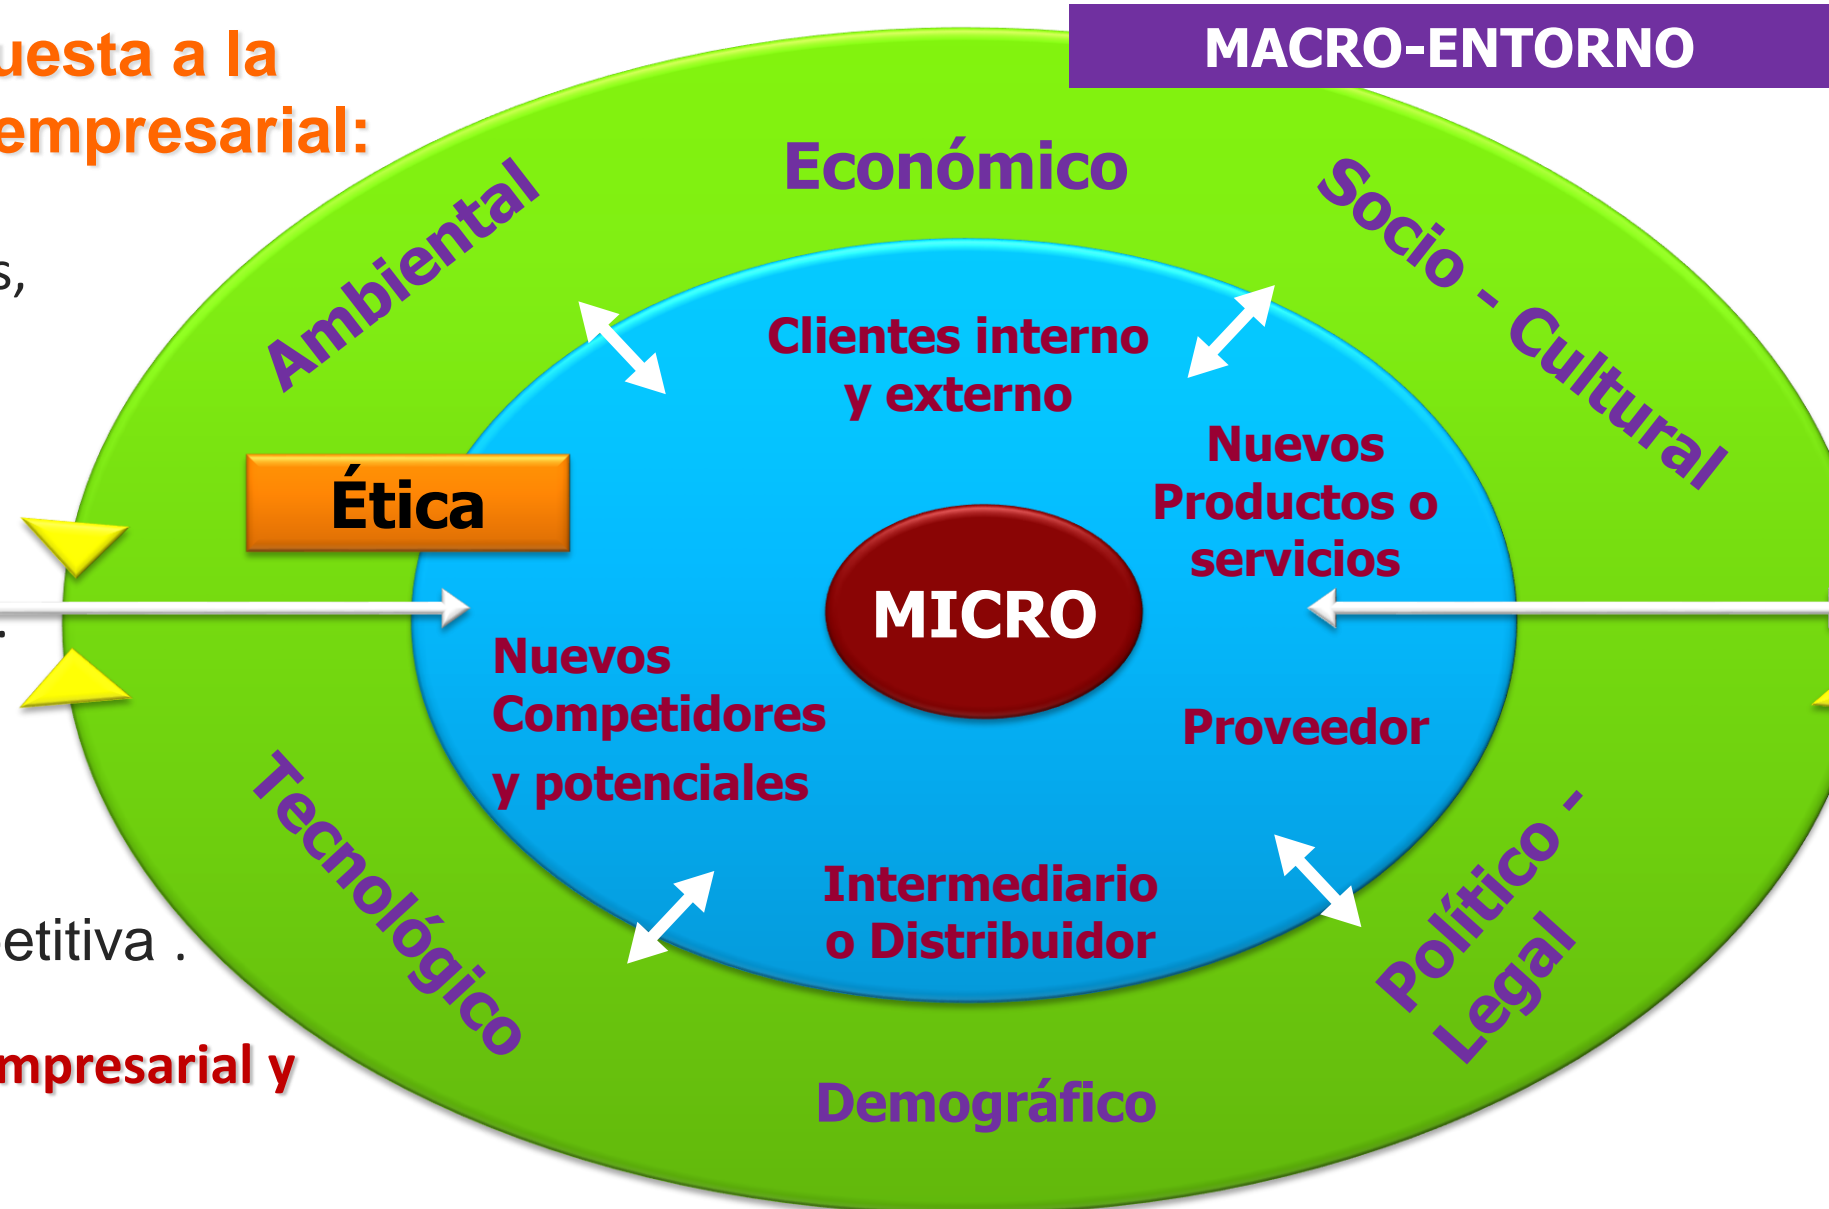 uesta a la
empresarial:
s,
.
etitiva .
mpresarial y
MACRO-ENTORNO
Económico
Ambiental
Socio - Cultural
Clientes interno
y externo
Nuevos
Productos o
servicios
Ética
MICRO
Nuevos
Competidores
y potenciales
Proveedor
Intermediario
o Distribuidor
Tecnológico
Político -
Legal
Demográfico